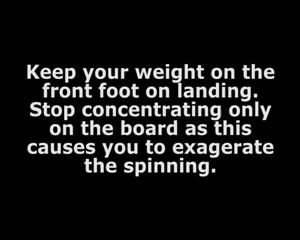 Keep your weight on the
front foot on landing.
Stop concentrating only
on the board as this
causes you to exagerate
the spinning.